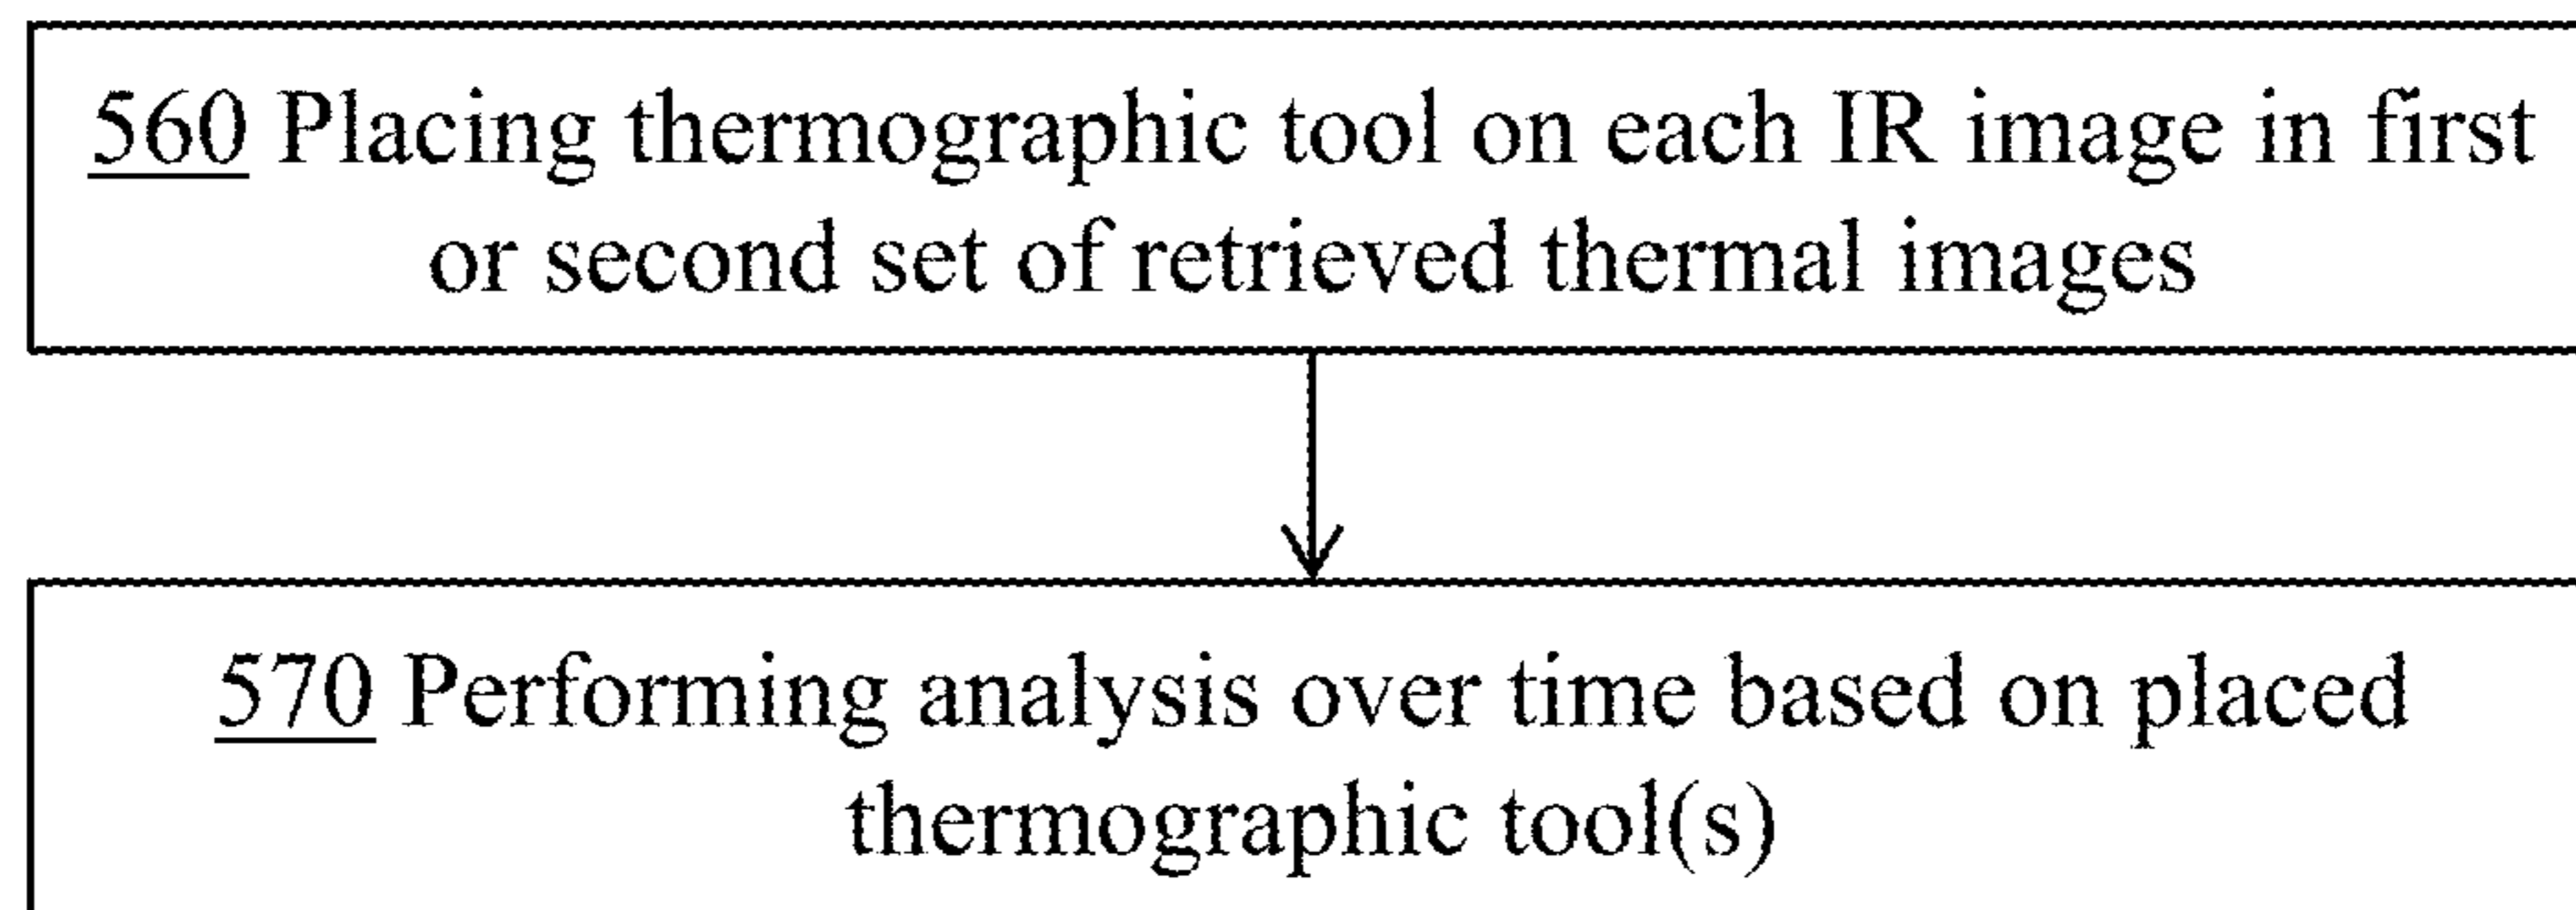 560 Placing thermographic tool on each IR image in first
or second set of retrieved thermal images
570 Performing analysis over time based on placed
thermographic tool(s)